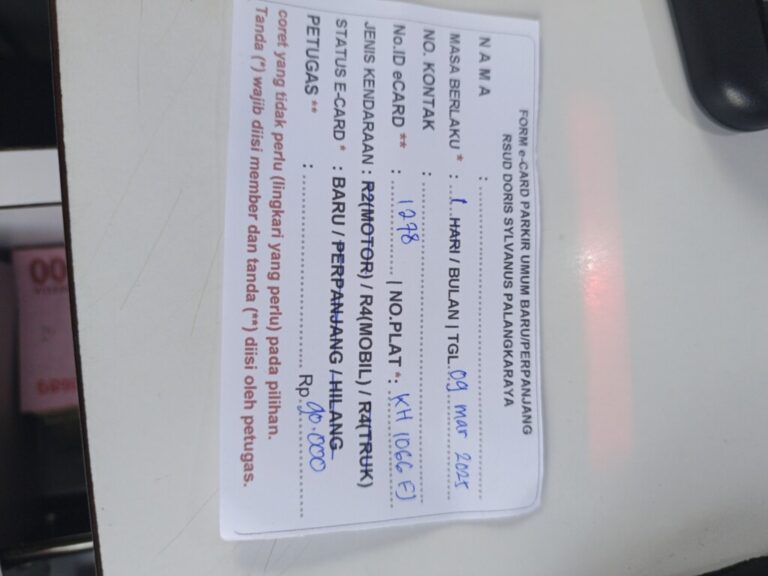 FORM e-CARD PARKIR UMUM BARU/PERPANJANG
RSUD DORIS SYLVANUS PALANGKARAYA
NAMA :
MASA BERLAKU * : 1 HARI / BULAN | TGL. 09 mar 2025
NO. KONTAK :
No.ID eCARD ** : 1278 | NO.PLAT *: KH 1066 FJ
JENIS KENDARAAN : R2(MOTOR) / R4(MOBIL) / R4(TRUK)
STATUS E-CARD * : BARU / PERPANJANG / HILANG
PETUGAS ** : Rp. 90.000
coret yang tidak perlu (lingkari yang perlu) pada pilihan.
Tanda (*) wajib diisi member dan tanda (**) diisi oleh petugas.